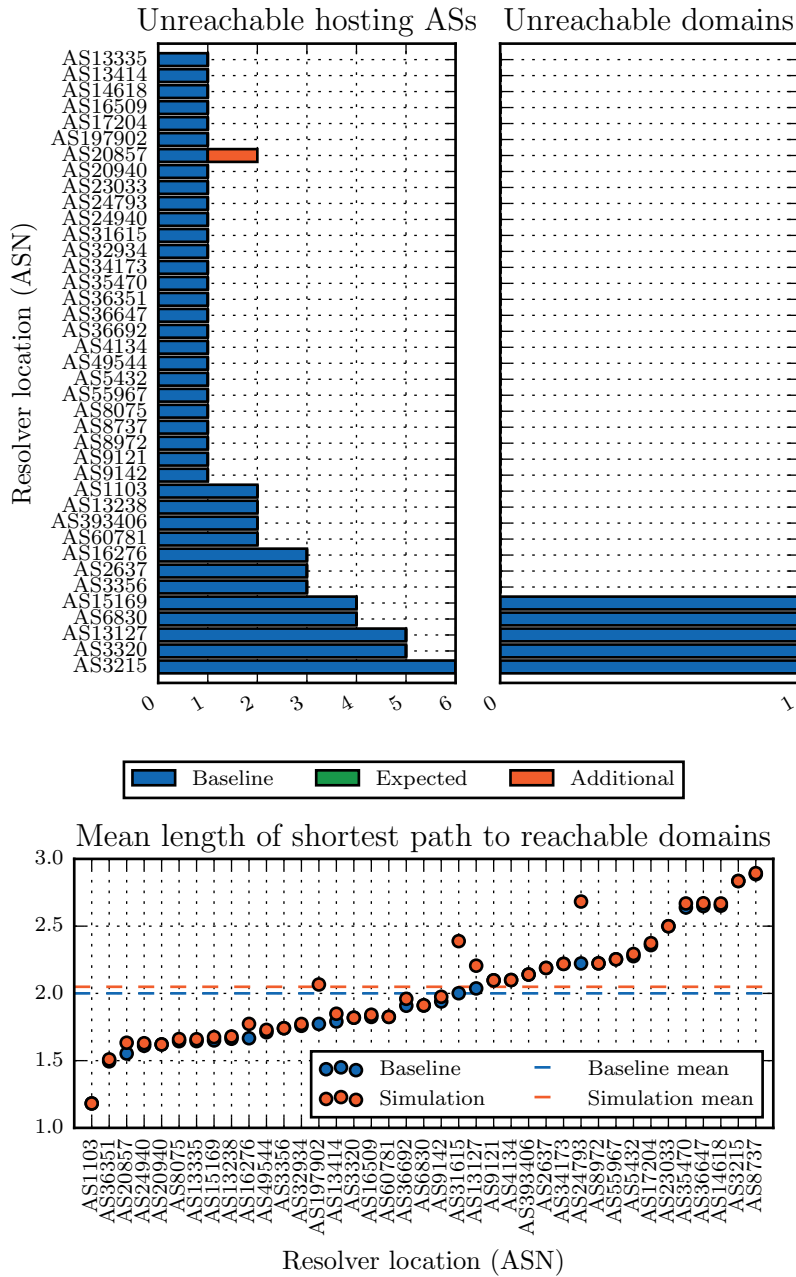 Unreachable hosting ASs
Unreachable domains
Resolver location (ASN)
AS13335
AS13414
AS14618
AS16509
AS17204
AS197902
AS20857
AS20940
AS23033
AS24793
AS24940
AS31615
AS32934
AS34173
AS35470
AS36351
AS36647
AS36692
AS4134
AS49544
AS5432
AS55967
AS8075
AS8737
AS8972
AS9121
AS9142
AS1103
AS13238
AS393406
AS60781
AS16276
AS2637
AS3356
AS15169
AS6830
AS13127
AS3320
AS3215
0 1 2 3 4 5 6
0 1
Baseline Expected Additional
Mean length of shortest path to reachable domains
3.0
2.5
2.0
1.5
1.0
Baseline Baseline mean
Simulation Simulation mean
AS1103
AS36351
AS20857
AS24940
AS20940
AS8075
AS13335
AS15169
AS13238
AS16276
AS49544
AS3356
AS32934
AS197902
AS13414
AS3320
AS16509
AS60781
AS36692
AS6830
AS9142
AS31615
AS13127
AS9121
AS4134
AS393406
AS2637
AS34173
AS24793
AS8972
AS55967
AS5432
AS17204
AS23033
AS35470
AS36647
AS14618
AS3215
AS8737
Resolver location (ASN)